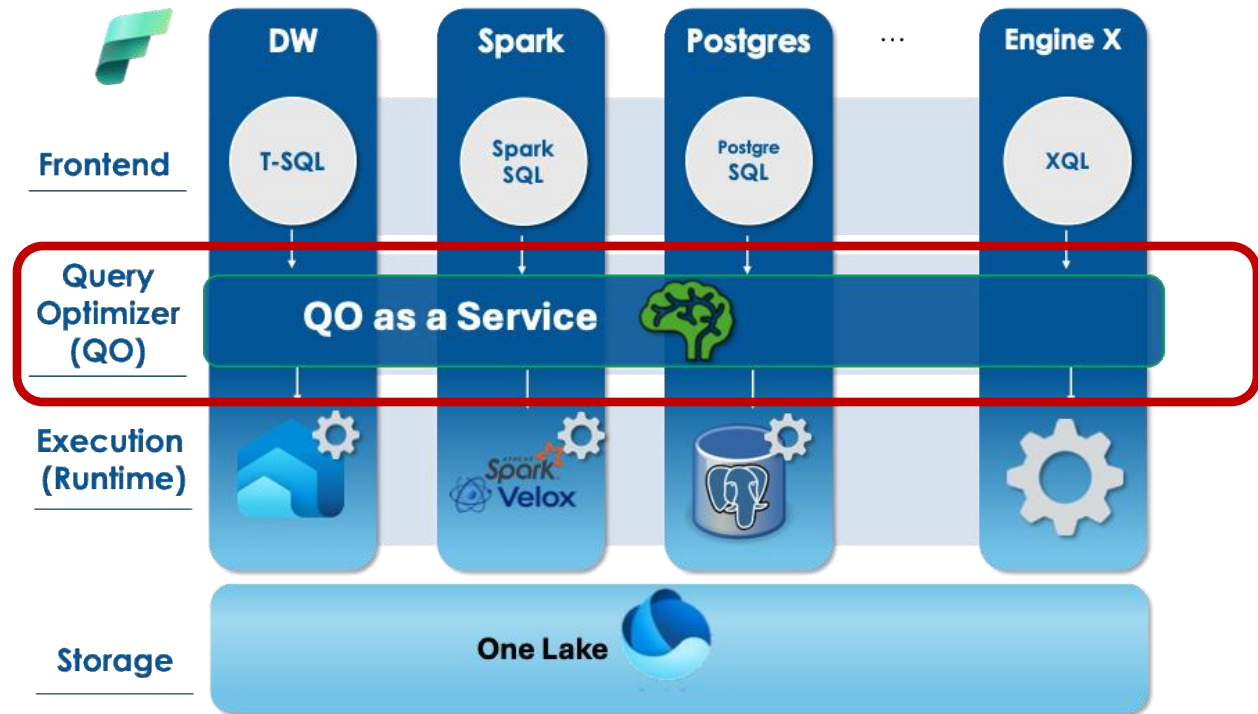 DW
Spark
Postgres
...
Engine X
Frontend
T-SQL
Spark
SQL
Postgre
SQL
XQL
Query
Optimizer
(QO)
QO as a Service
Execution
(Runtime)
APACHE
Spark
Velox
Storage
One Lake